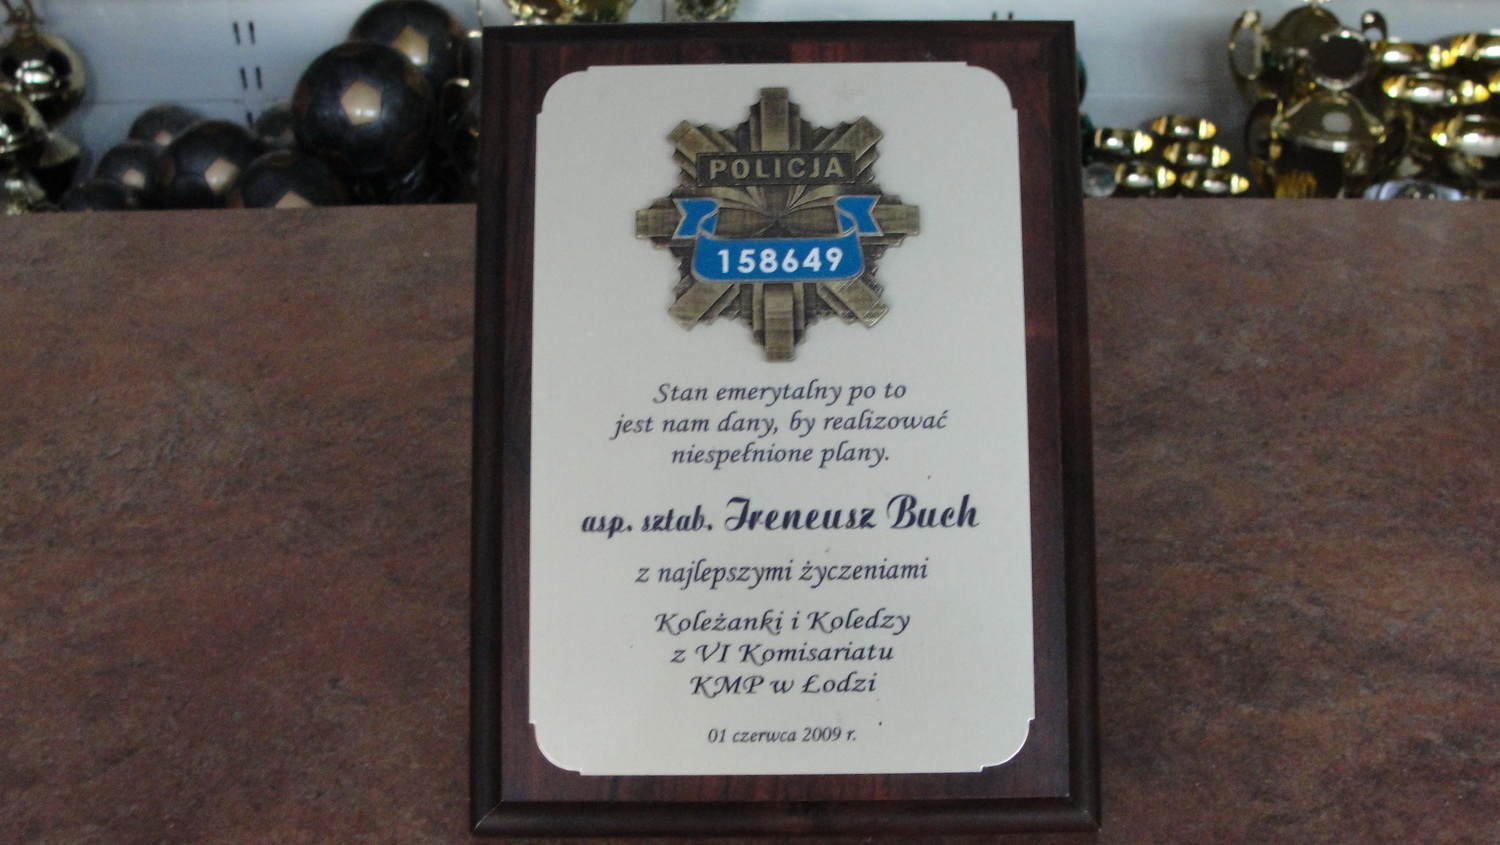 POLICJA
158649
Stan emerytalny po to
jest nam dany, by realizować
niespełnione plany.
asp. sztab. Ireneusz Buch
z najlepszymi życzeniami
Koleżanki i Koledzy
z VI Komisariatu
KMP w Łodzi
01 czerwca 2009 r.